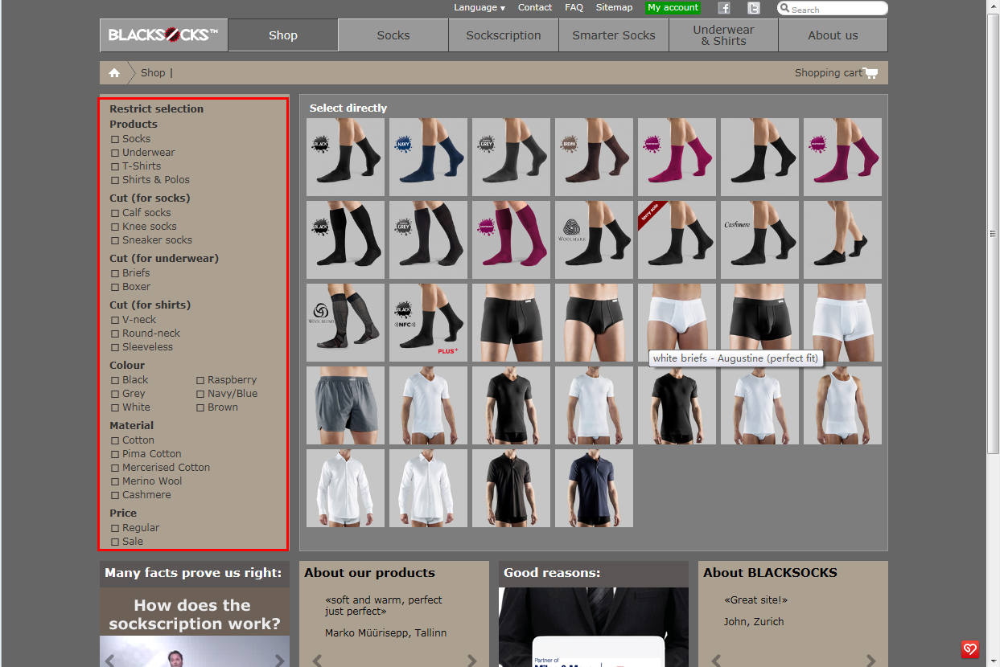 Language
Contact
FAQ
Sitemap
My account
Search
BLACKSOCKS™
Shop
Socks
Sockscription
Smarter Socks
Underwear
& Shirts
About us
Shop |
Shopping cart
Restrict selection
Products
Socks
Underwear
T-Shirts
Shirts & Polos
Cut (for socks)
Calf socks
Knee socks
Sneaker socks
Cut (for underwear)
Briefs
Boxer
Cut (for shirts)
V-neck
Round-neck
Sleeveless
Colour
Black
Raspberry
Grey
Navy/Blue
White
Brown
Material
Cotton
Pima Cotton
Mercerised Cotton
Merino Wool
Cashmere
Price
Regular
Sale
Select directly
BLACK
NAVY
GREY
BROWN
BLACK
GREY
WOOLMARK
terry sole
Cashmere
WOOL BLEND
BLACK
NFC
PLUS+
white briefs - Augustine (perfect fit)
Many facts prove us right:
How does the
sockscription work?
About our products
«soft and warm, perfect
just perfect»
Marko Müürisepp, Tallinn
Good reasons:
Partner of
About BLACKSOCKS
«Great site!»
John, Zurich